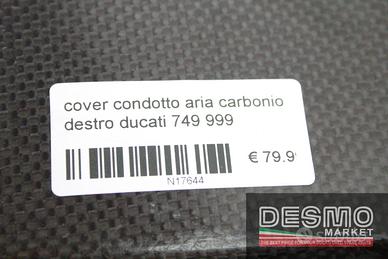 cover condotto aria carbonio
destro ducati 749 999
€ 79.9
N17644
DESMO
MARKET